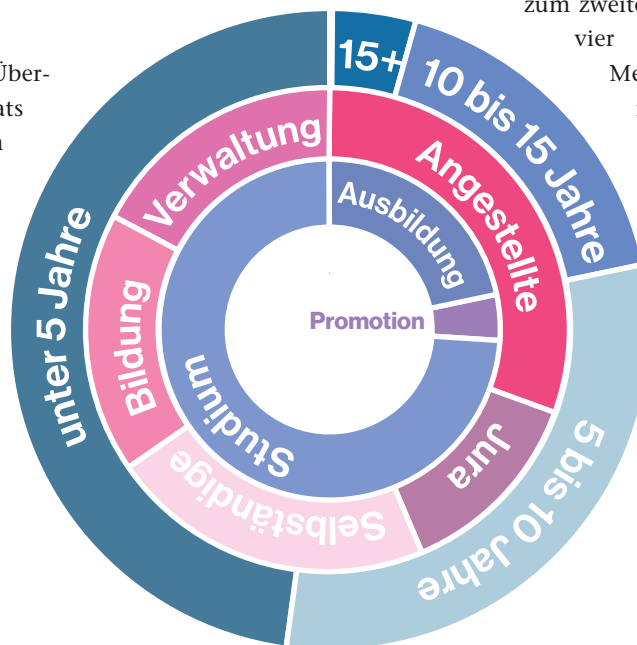 zum zweite
vier
Me
Über-
ats
15+
10 bis 15 Jahre
5 bis 10 Jahre
unter 5 Jahre
Angestellte
Jura
Selbständige
Bildung
Verwaltung
Ausbildung
Promotion
Studium